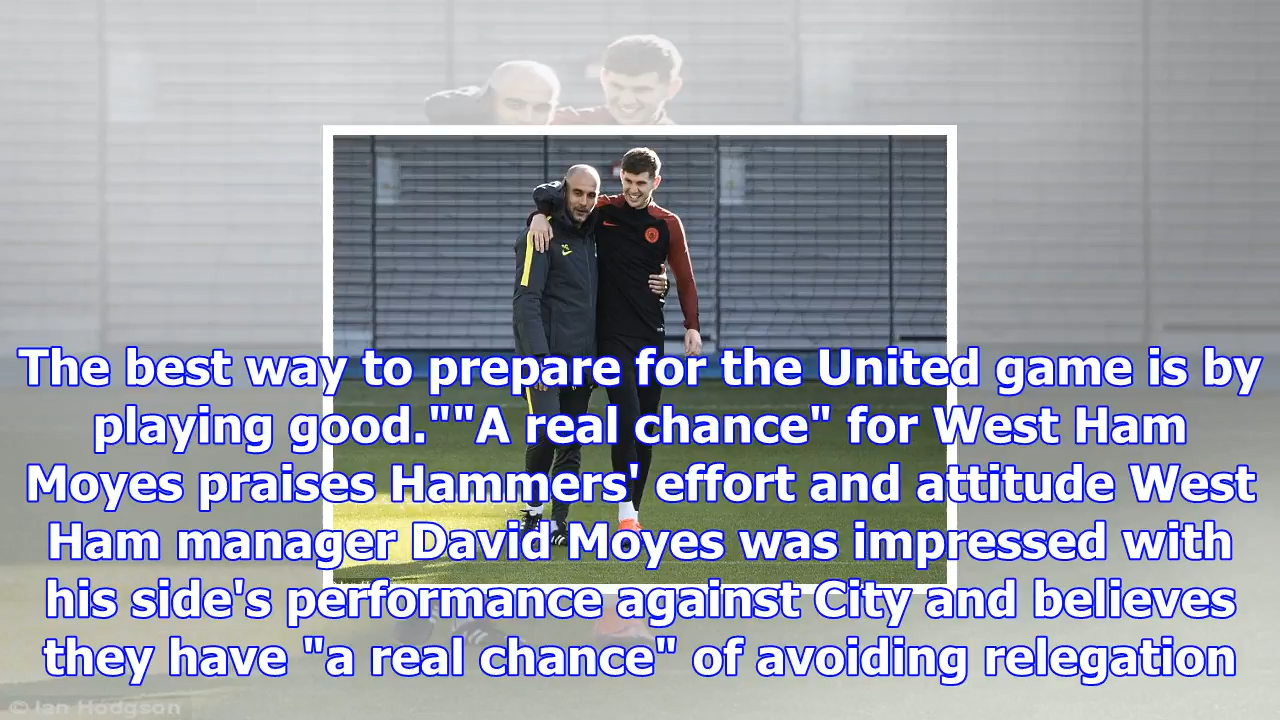 The best way to prepare for the United game is by
playing good.""A real chance" for West Ham
Moyes praises Hammers' effort and attitude West
Ham manager David Moyes was impressed with
his side's performance against City and believes
they have "a real chance" of avoiding relegation
© Ian Hodgson